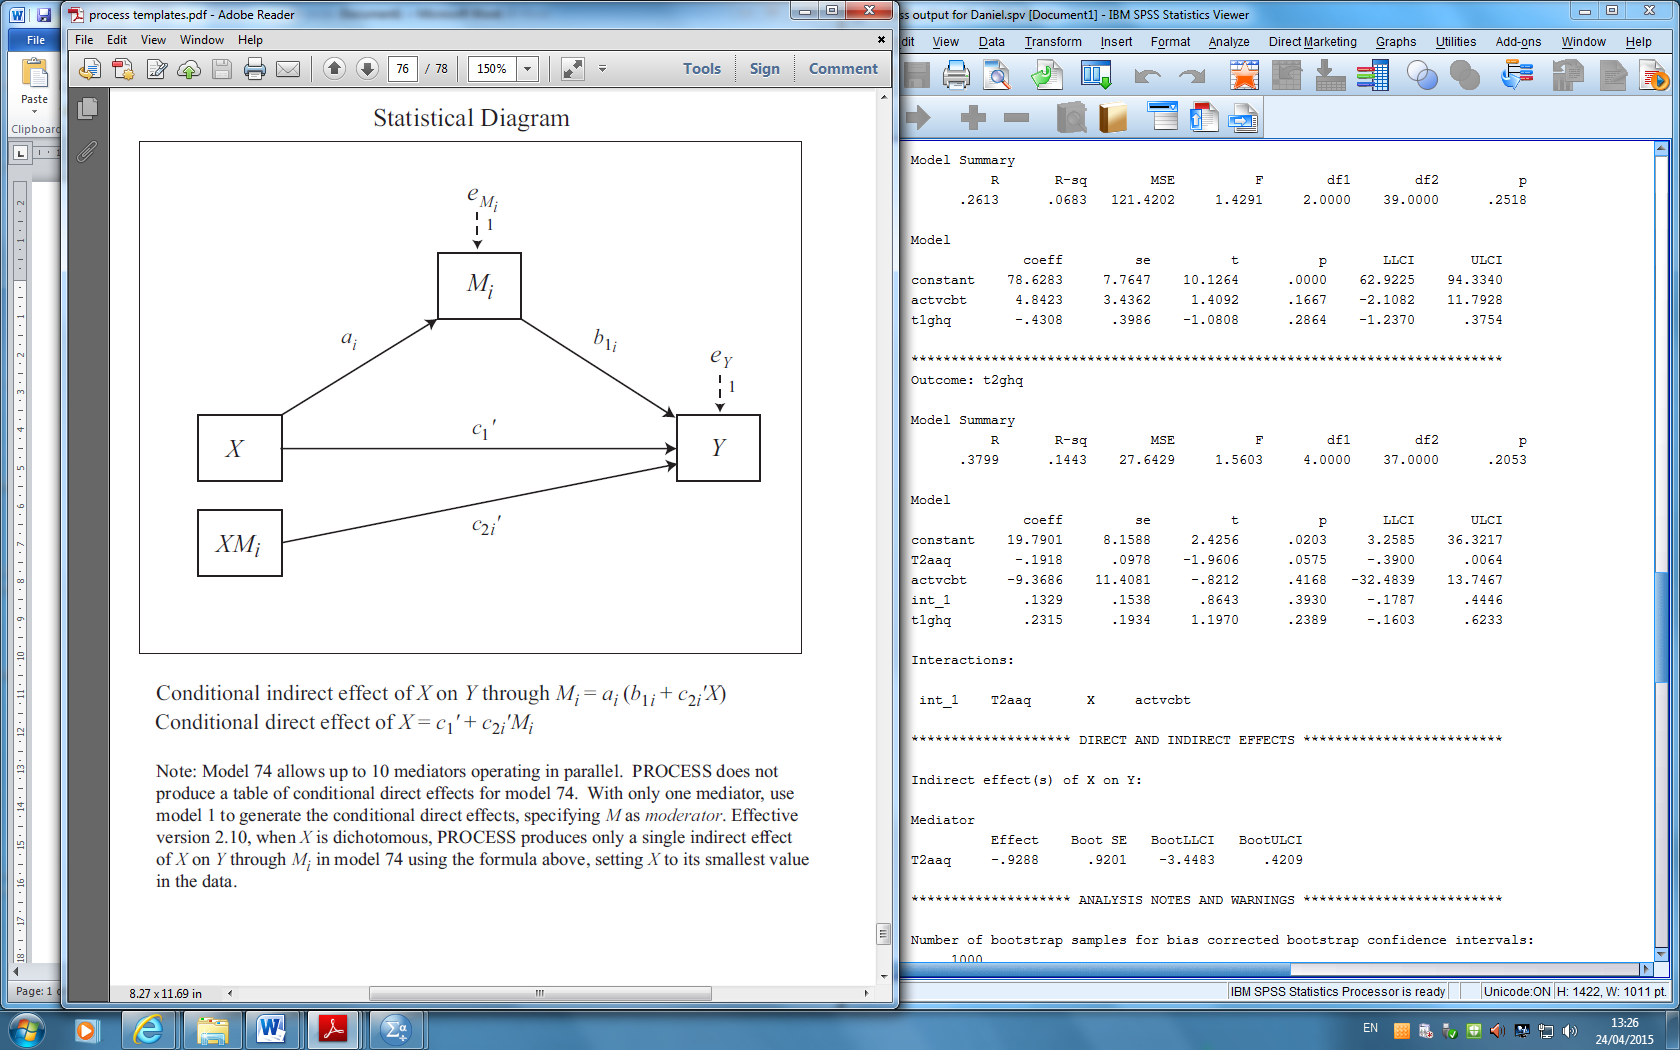 process templates.pdf - Adobe Reader
File Edit View Window Help
76 / 78 150% Tools Sign Comment
Statistical Diagram
eMi
1
Mi
ai
b1i
eY
1
X
c1′
Y
XMi
c2i′
Conditional indirect effect of X on Y through Mi = ai (b1i + c2i′X)
Conditional direct effect of X = c1′ + c2i′Mi
Note: Model 74 allows up to 10 mediators operating in parallel. PROCESS does not
produce a table of conditional direct effects for model 74. With only one mediator, use
model 1 to generate the conditional direct effects, specifying M as moderator. Effective
version 2.10, when X is dichotomous, PROCESS produces only a single indirect effect
of X on Y through Mi in model 74 using the formula above, setting X to its smallest value
in the data.
8.27 x 11.69 in
File
Paste
Clipboard
Page: 1
ss output for Daniel.spv [Document1] - IBM SPSS Statistics Viewer
dit View Data Transform Insert Format Analyze Direct Marketing Graphs Utilities Add-ons Window Help
Model Summary
R R-sq MSE F df1 df2 p
.2613 .0683 121.4202 1.4291 2.0000 39.0000 .2518
Model
coeff se t p LLCI ULCI
constant 78.6283 7.7647 10.1264 .0000 62.9225 94.3340
actvcbt 4.8423 3.4362 1.4092 .1667 -2.1082 11.7928
t1ghq -.4308 .3986 -1.0808 .2864 -1.2370 .3754
**************************************************************************
Outcome: t2ghq
Model Summary
R R-sq MSE F df1 df2 p
.3799 .1443 27.6429 1.5603 4.0000 37.0000 .2053
Model
coeff se t p LLCI ULCI
constant 19.7901 8.1588 2.4256 .0203 3.2585 36.3217
T2aaq -.1918 .0978 -1.9606 .0575 -.3900 .0064
actvcbt -9.3686 11.4081 -.8212 .4168 -32.4839 13.7467
int_1 .1329 .1538 .8643 .3930 -.1787 .4446
t1ghq .2315 .1934 1.1970 .2389 -.1603 .6233
Interactions:
int_1 T2aaq X actvcbt
******************** DIRECT AND INDIRECT EFFECTS *************************
Indirect effect(s) of X on Y:
Mediator
Effect Boot SE BootLLCI BootULCI
T2aaq -.9288 .9201 -3.4483 .4209
******************** ANALYSIS NOTES AND WARNINGS *************************
Number of bootstrap samples for bias corrected bootstrap confidence intervals:
1000
IBM SPSS Statistics Processor is ready Unicode:ON H: 1422, W: 1011 pt.
EN
13:26
24/04/2015